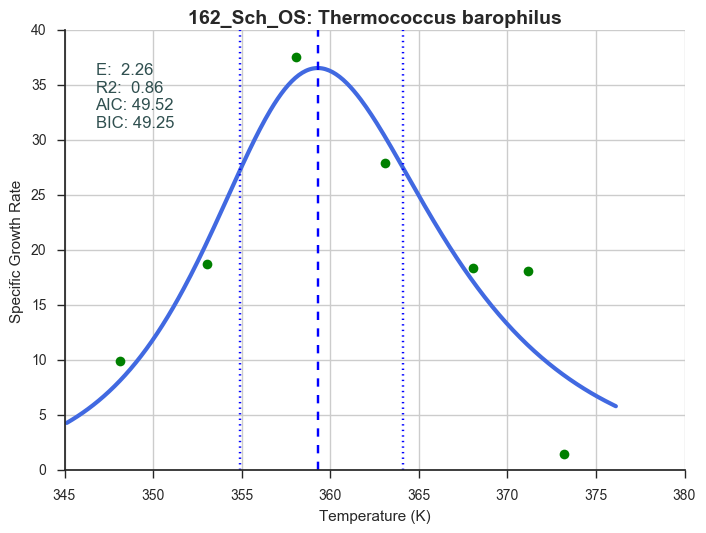 162_Sch_OS: Thermococcus barophilus
E:  2.26
R2:  0.86
AIC: 49.52
BIC: 49.25
Specific Growth Rate
40
35
30
25
20
15
10
5
0
345 350 355 360 365 370 375 380
Temperature (K)